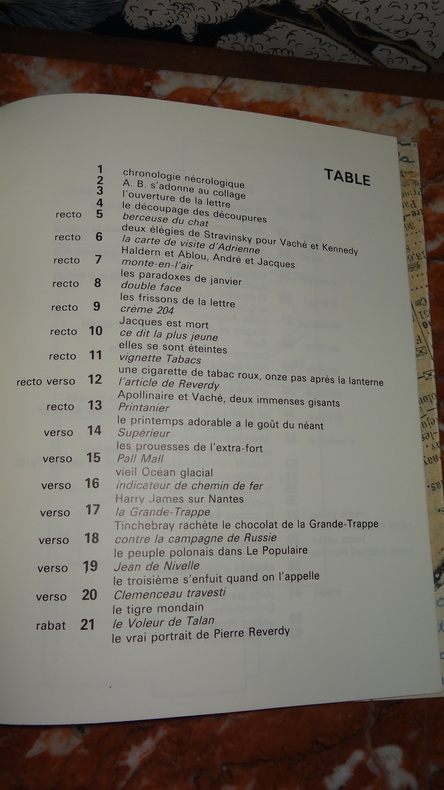 TABLE
1 chronologie nécrologique
2 A. B. s'adonne au collage
3 l'ouverture de la lettre
4 le découpage des découpures
recto 5 berceuse du chat
deux élégies de Stravinsky pour Vaché et Kennedy
recto 6 la carte de visite d'Adrienne
Haldern et Ablou, André et Jacques
recto 7 monte-en-l'air
les paradoxes de janvier
recto 8 double face
les frissons de la lettre
recto 9 crème 204
Jacques est mort
recto 10 ce dit la plus jeune
elles se sont éteintes
recto 11 vignette Tabacs
une cigarette de tabac roux, onze pas après la lanterne
recto verso 12 l'article de Reverdy
Apollinaire et Vaché, deux immenses gisants
recto 13 Printanier
le printemps adorable a le goût du néant
verso 14 Supérieur
les prouesses de l'extra-fort
verso 15 Pall Mall
vieil Océan glacial
verso 16 indicateur de chemin de fer
Harry James sur Nantes
verso 17 la Grande-Trappe
Tinchebray rachète le chocolat de la Grande-Trappe
verso 18 contre la campagne de Russie
le peuple polonais dans Le Populaire
verso 19 Jean de Nivelle
le troisième s'enfuit quand on l'appelle
verso 20 Clemenceau travesti
le tigre mondain
rabat 21 le Voleur de Talan
le vrai portrait de Pierre Reverdy